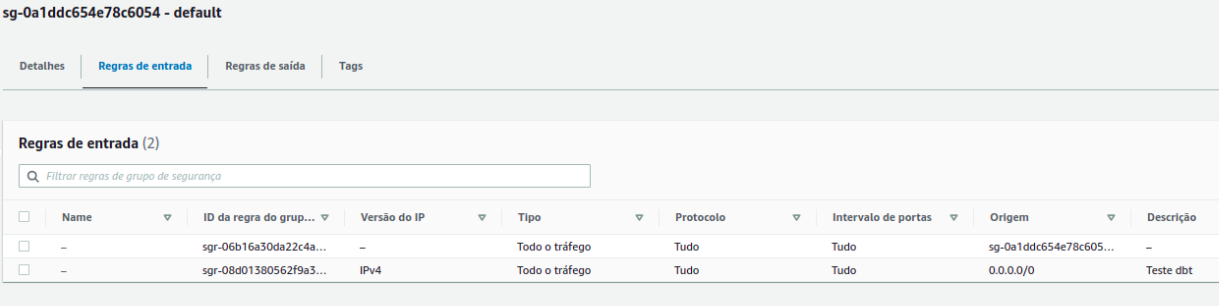 sg-0a1ddc654e78c6054 - default
Detalhes Regras de entrada Regras de saída Tags
Regras de entrada (2)
Filtrar regras de grupo de segurança
Name ID da regra do grup... Versão do IP Tipo Protocolo Intervalo de portas Origem Descrição
– sgr-06b16a30da22c4a... – Todo o tráfego Tudo Tudo sg-0a1ddc654e78c605... –
– sgr-08d01380562f9a3... IPv4 Todo o tráfego Tudo Tudo 0.0.0.0/0 Teste dbt